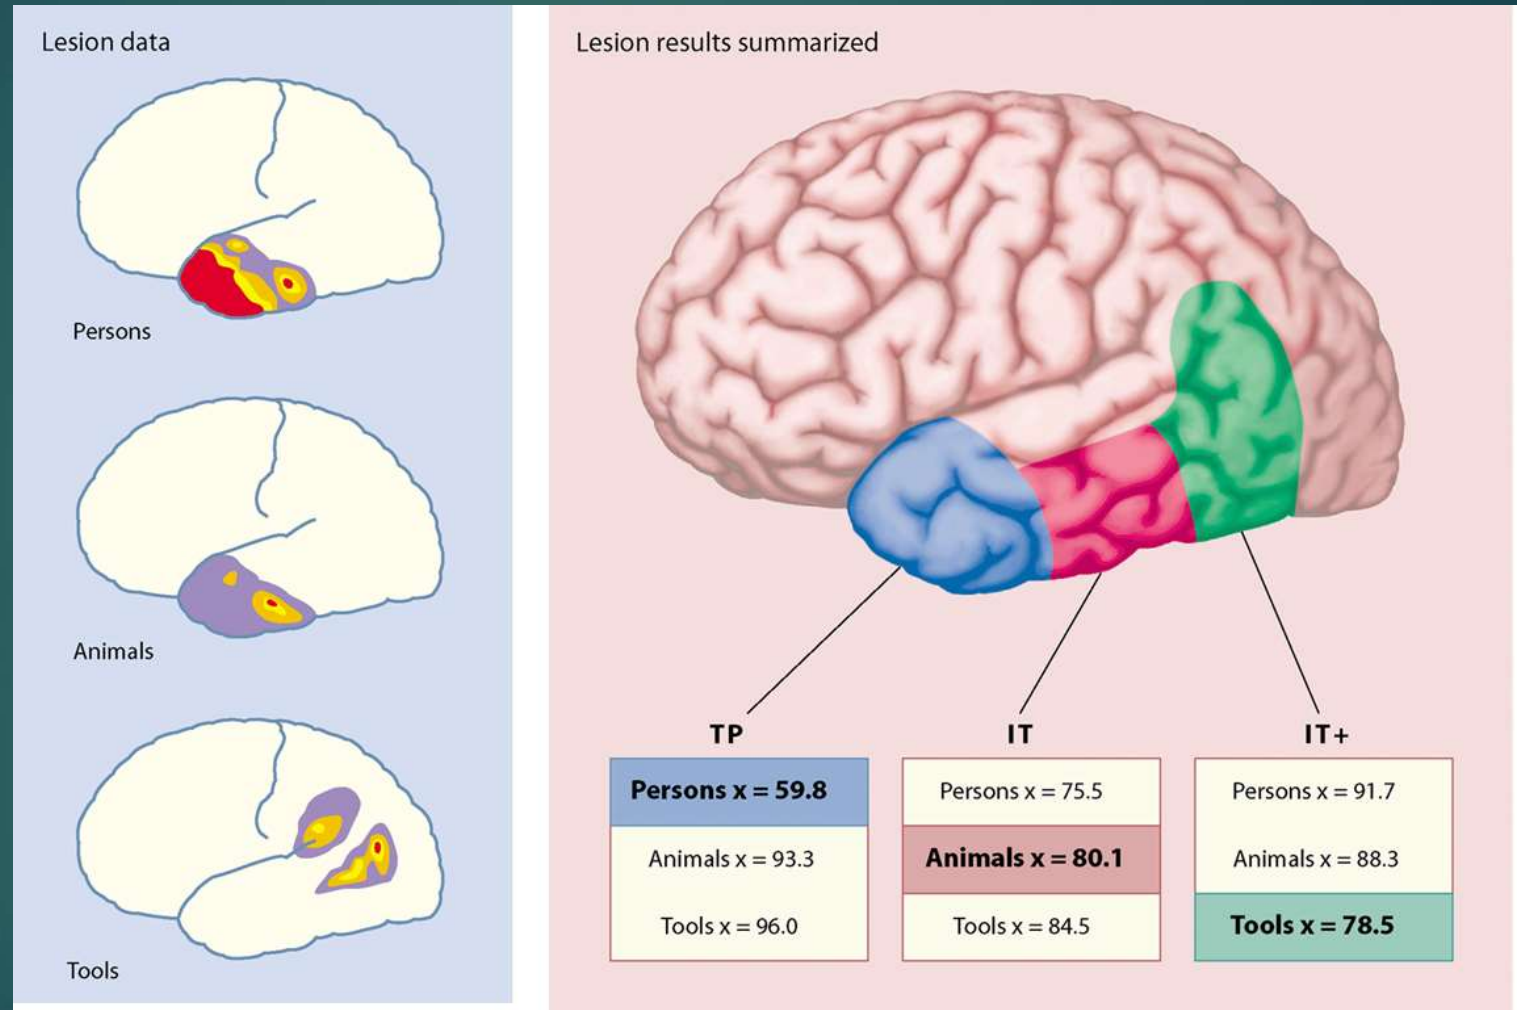 Lesion data
Persons
Animals
Tools
Lesion results summarized
TP
Persons x = 59.8
Animals x = 93.3
Tools x = 96.0
IT
Persons x = 75.5
Animals x = 80.1
Tools x = 84.5
IT+
Persons x = 91.7
Animals x = 88.3
Tools x = 78.5